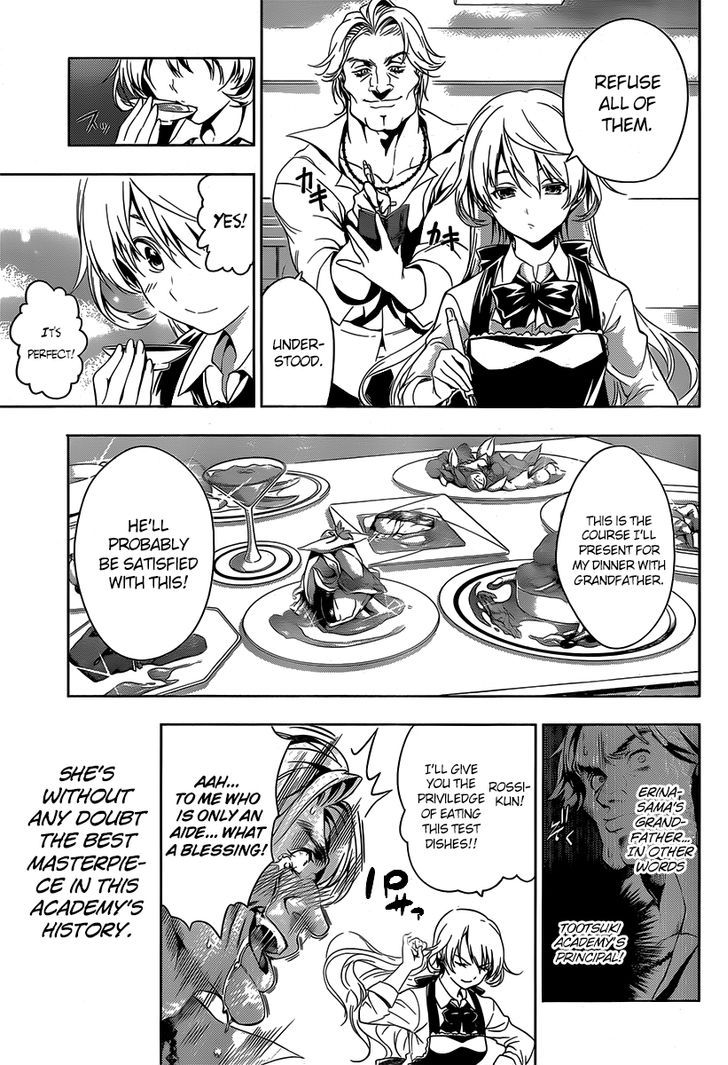 REFUSE
ALL OF
THEM.
カキ
カキ
UNDER-
STOOD.
YES!
IT'S
PERFECT!
THIS IS THE
COURSE I'LL
PRESENT FOR
MY DINNER WITH
GRANDFATHER.
HE'LL
PROBABLY
BE SATISFIED
WITH THIS!
ERINA-
SAMA'S
GRAND-
FATHER...
IN OTHER
WORDS
TOOTSUKI
ACADEMY'S
PRINCIPAL!
ROSSI-
KUN!
I'LL GIVE
YOU THE
PRIVILEDGE
OF EATING
THIS TEST
DISHES!!
AAH...
TO ME WHO
IS ONLY AN
AIDE... WHAT
A BLESSING!
SHE'S
WITHOUT
ANY DOUBT
THE BEST
MASTERPIE-
CE IN THIS
ACADEMY'S
HISTORY.